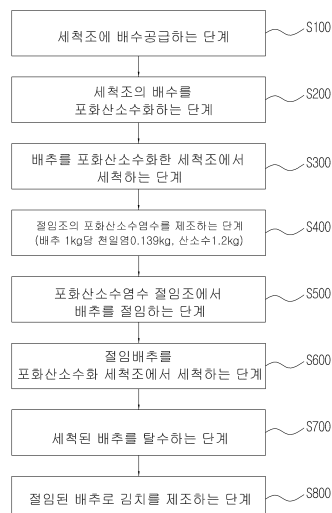 세척조에 배수공급하는 단계
S100
세척조의 배수를
포화산소수화하는 단계
S200
배추를 포화산소수화한 세척조에서
세척하는 단계
S300
절임조의 포화산소수염수를 제조하는 단계
(배추 1kg당 천일염0.139kg, 산소수1.2kg)
S400
포화산소수염수 절임조에서
배추를 절임하는 단계
S500
절임배추를
포화산소수화 세척조에서 세척하는 단계
S600
세척된 배추를 탈수하는 단계
S700
절임된 배추로 김치를 제조하는 단계
S800